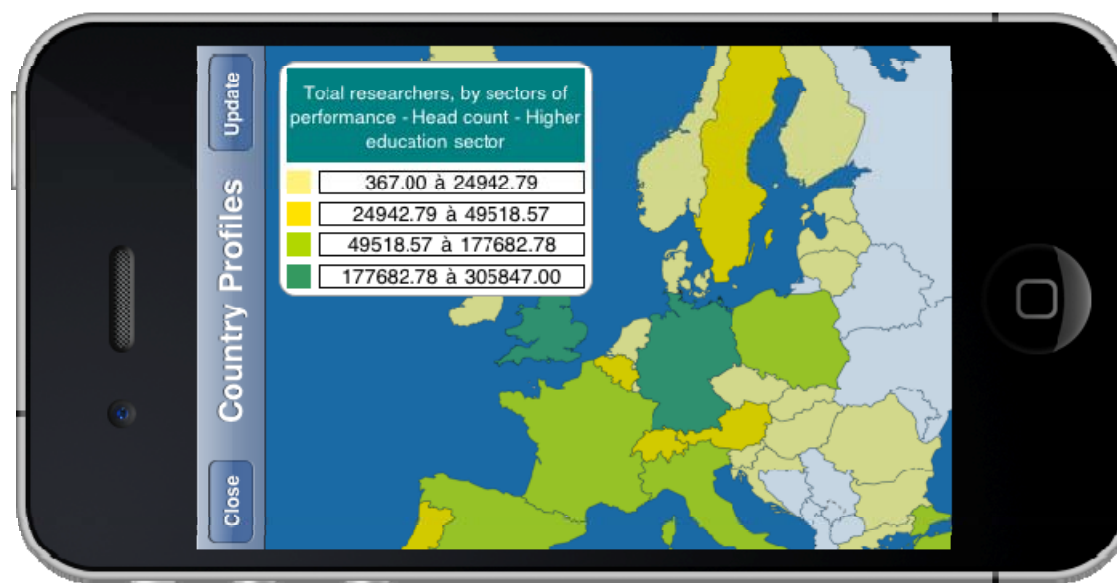 Update
Country Profiles
Close
Total researchers, by sectors of
performance - Head count - Higher
education sector
367.00 à 24942.79
24942.79 à 49518.57
49518.57 à 177682.78
177682.78 à 305847.00